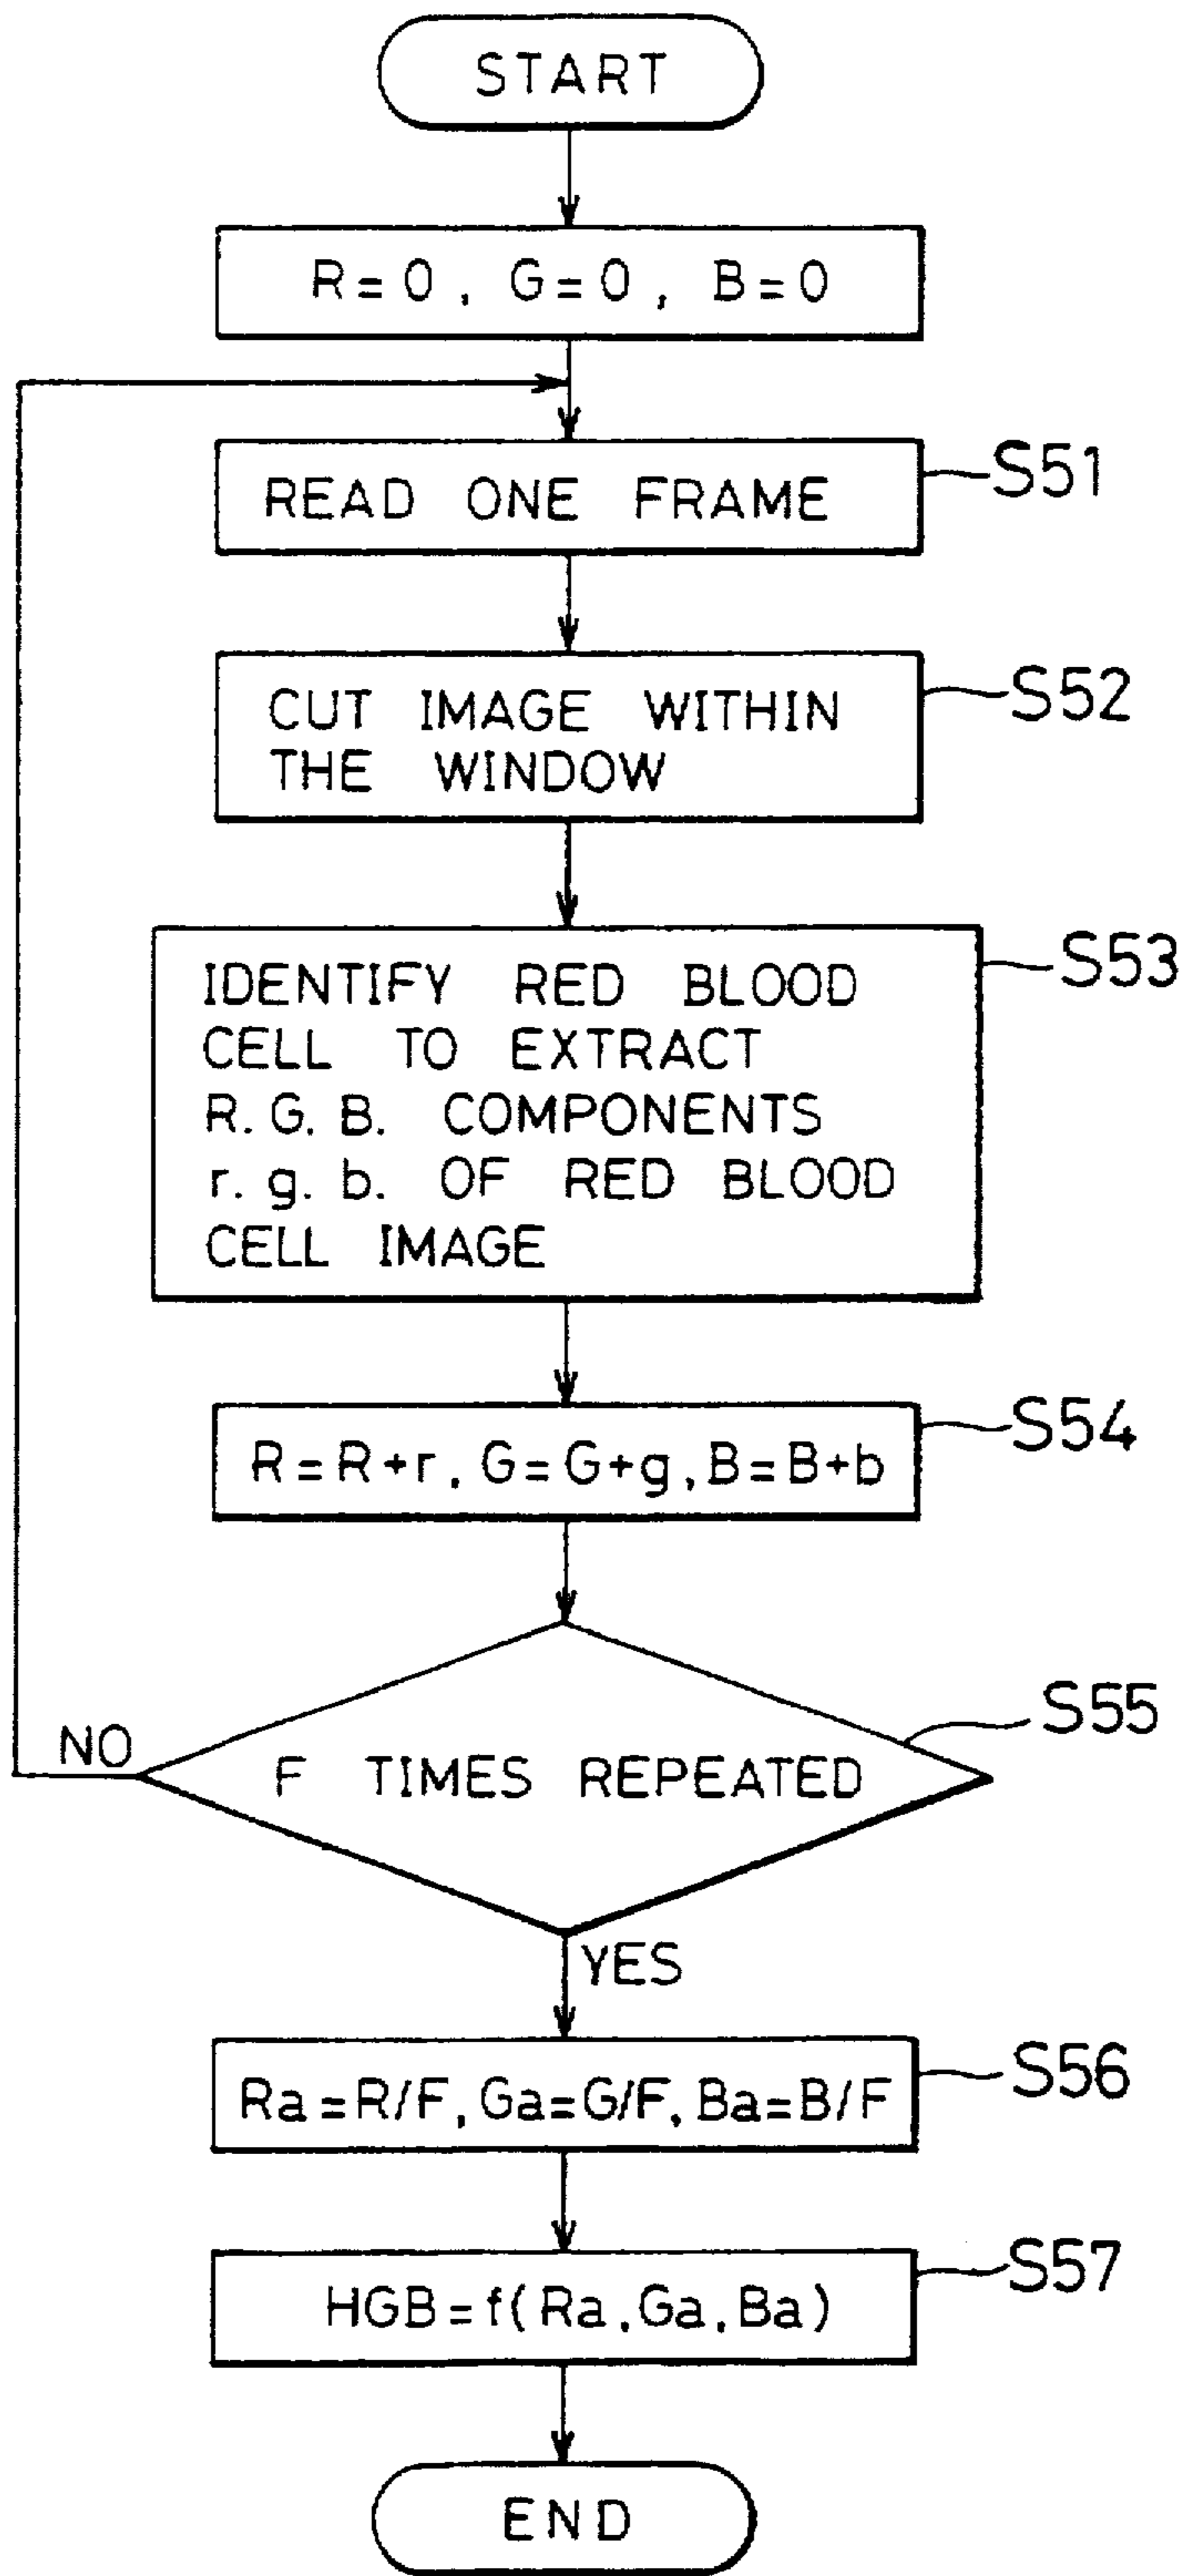 START
R=0, G=0, B=0
READ ONE FRAME
S51
CUT IMAGE WITHIN
THE WINDOW
S52
IDENTIFY RED BLOOD
CELL TO EXTRACT
R. G. B. COMPONENTS
r. g. b. OF RED BLOOD
CELL IMAGE
S53
R=R+r, G=G+g, B=B+b
S54
F TIMES REPEATED
S55
NO
YES
Ra=R/F, Ga=G/F, Ba=B/F
S56
HGB=f(Ra, Ga, Ba)
S57
END